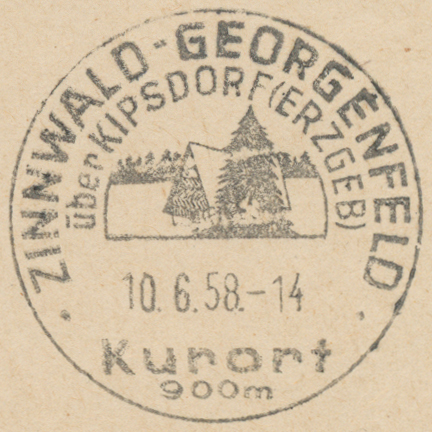 ZINNWALD-GEORGENFELD
über KIPSDORF (ERZGEB)
10.6.58.-14
Kurort
900m